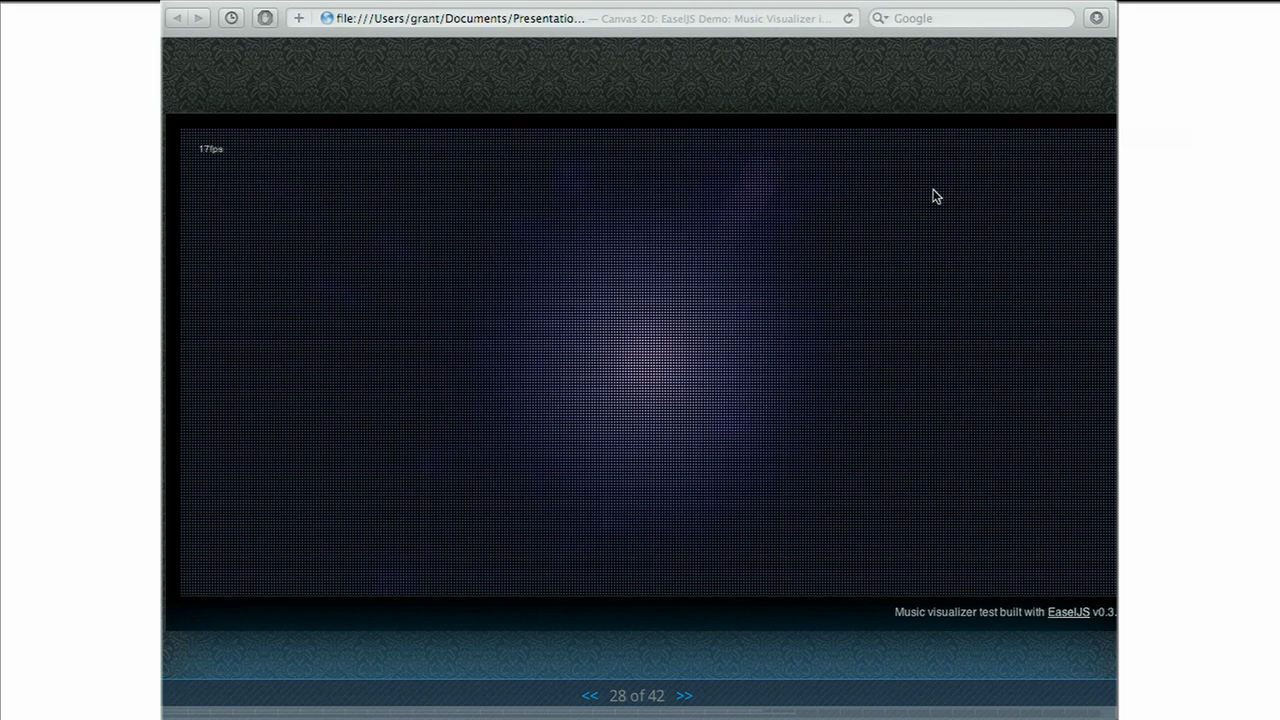 file:///Users/grant/Documents/Presentatio... — Canvas 2D: EaselJS Demo: Music Visualizer i...
Google
17fps
Music visualizer test built with EaselJS v0.3.
<< 28 of 42 >>